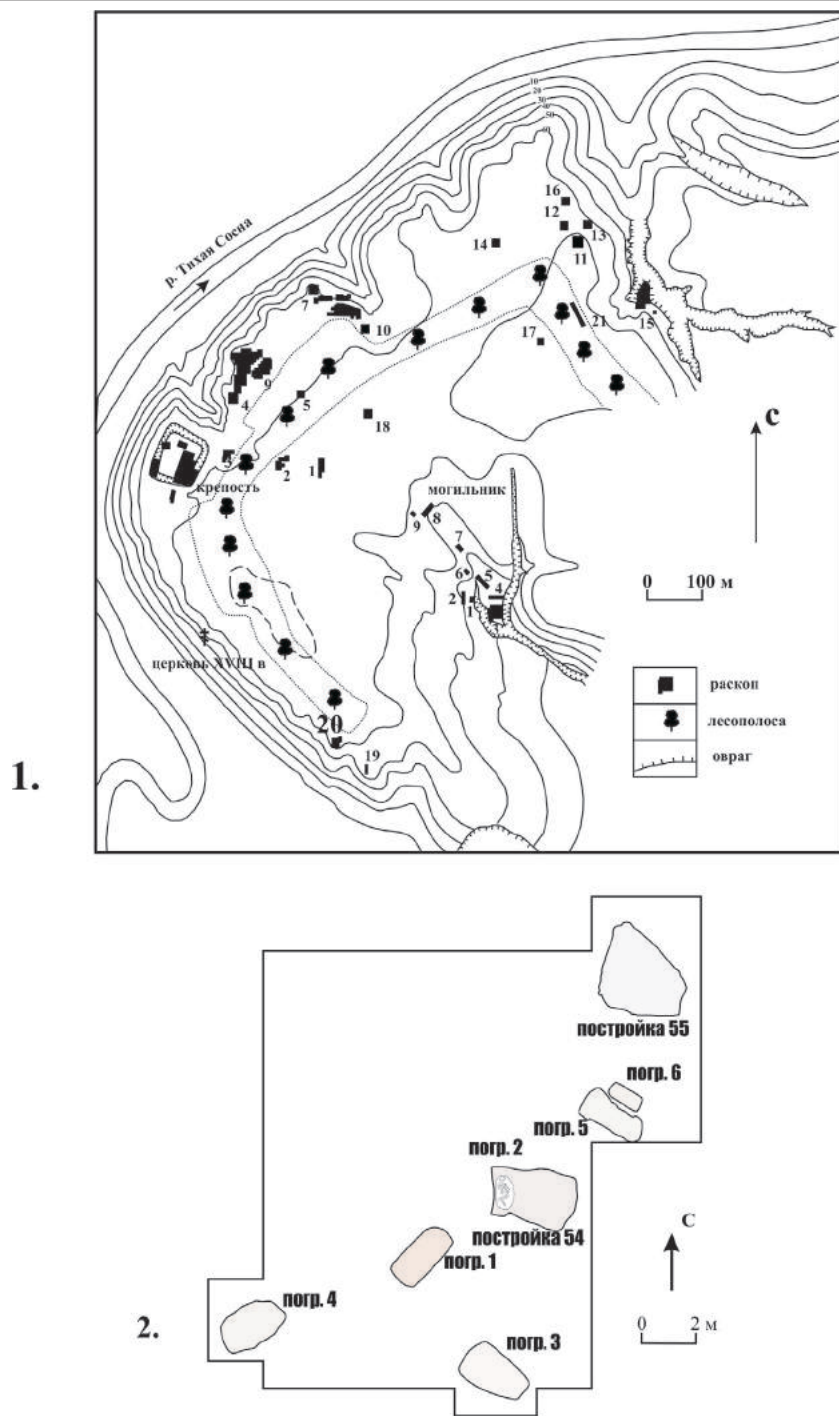 10
20
30
40
50
60
р. Тихая Сосна
16
12
13
14
11
7
10
21
15
17
9
4
5
18
3
2
1
крепость
с
могильник
9
8
7
6
5
4
2
1
0 100 м
церковь XVIII в
20
19
раскоп
лесополоса
овраг
1.
постройка 55
погр. 6
погр. 5
погр. 2
постройка 54
погр. 1
погр. 4
погр. 3
С
0 2 м
2.